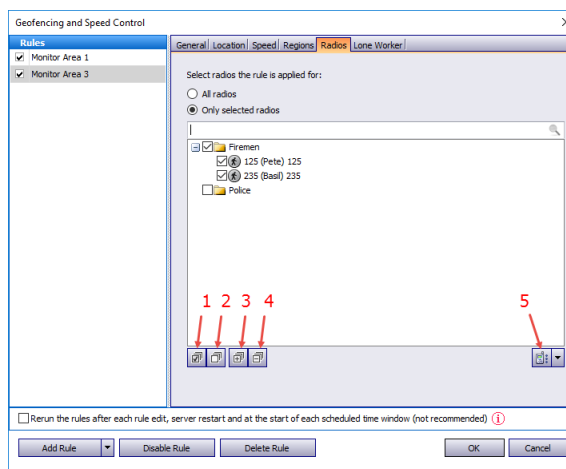 Geofencing and Speed Control
Rules
Monitor Area 1
Monitor Area 3
General Location Speed Regions Radios Lone Worker
Select radios the rule is applied for:
All radios
Only selected radios
Firemen
125 (Pete) 125
235 (Basil) 235
Police
1 2 3 4 5
Rerun the rules after each rule edit, server restart and at the start of each scheduled time window (not recommended)
Add Rule Disable Rule Delete Rule OK Cancel